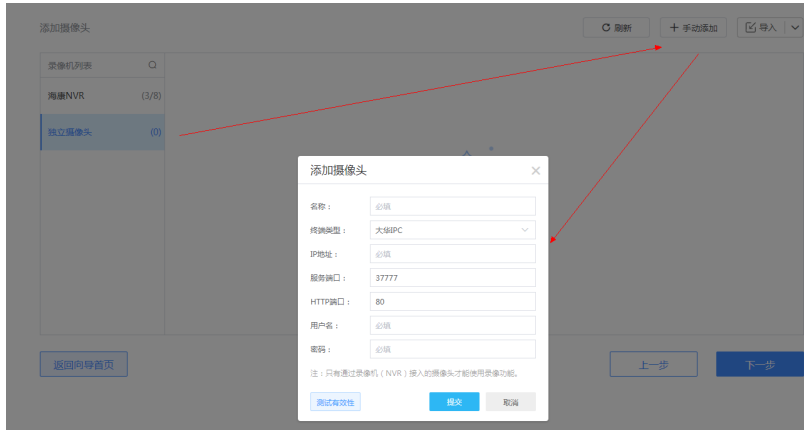 添加摄像头
刷新
手动添加
导入
录像机列表
海康NVR (3/8)
独立摄像头 (0)
添加摄像头
名称: 必填
终端类型: 大华IPC
IP地址: 必填
服务端口: 37777
HTTP端口: 80
用户名: 必填
密码: 必填
注:只有通过录像机(NVR)接入的摄像头才能使用录像功能。
测试有效性 提交 取消
返回向导首页 上一步 下一步